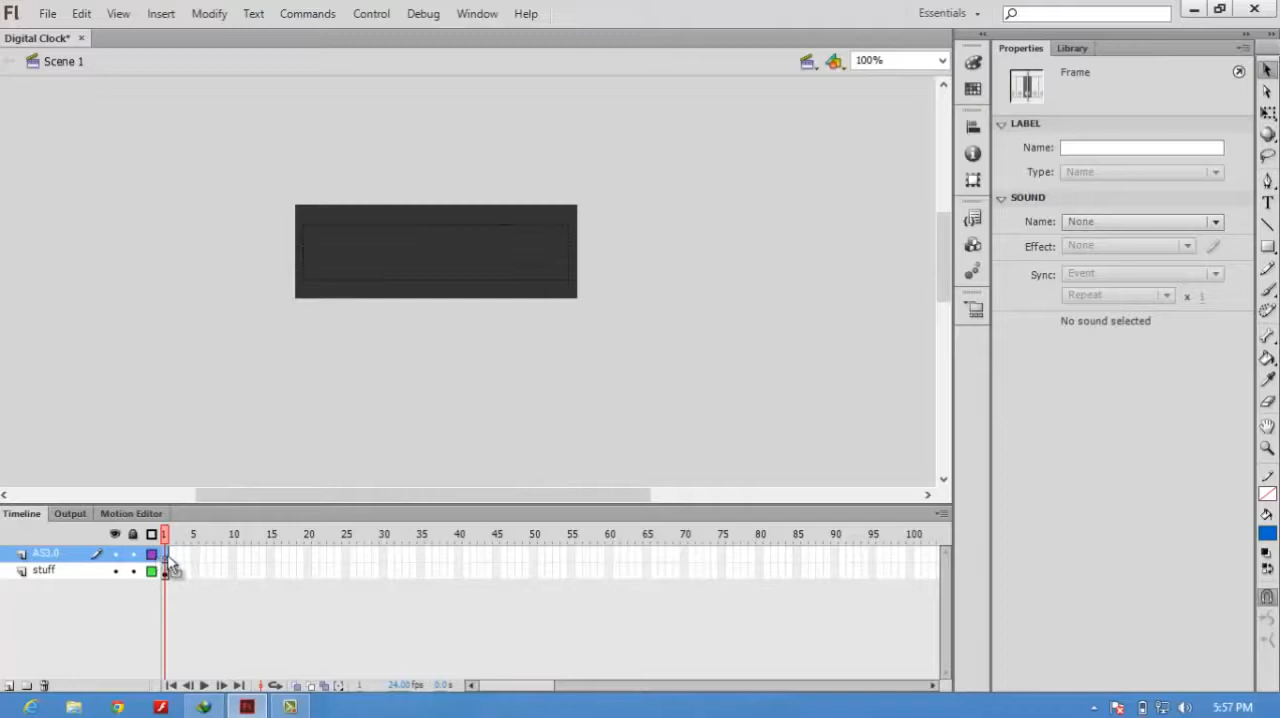 Fl File Edit View Insert Modify Text Commands Control Debug Window Help Essentials
Digital Clock* ×
Scene 1 100%
Properties Library
Frame
LABEL
Name:
Type: Name
SOUND
Name: None
Effect: None
Sync: Event
Repeat x 1
No sound selected
Timeline Output Motion Editor
1 5 10 15 20 25 30 35 40 45 50 55 60 65 70 75 80 85 90 95 100
AS3.0
stuff
1 24.00 fps 0.0 s
5:57 PM